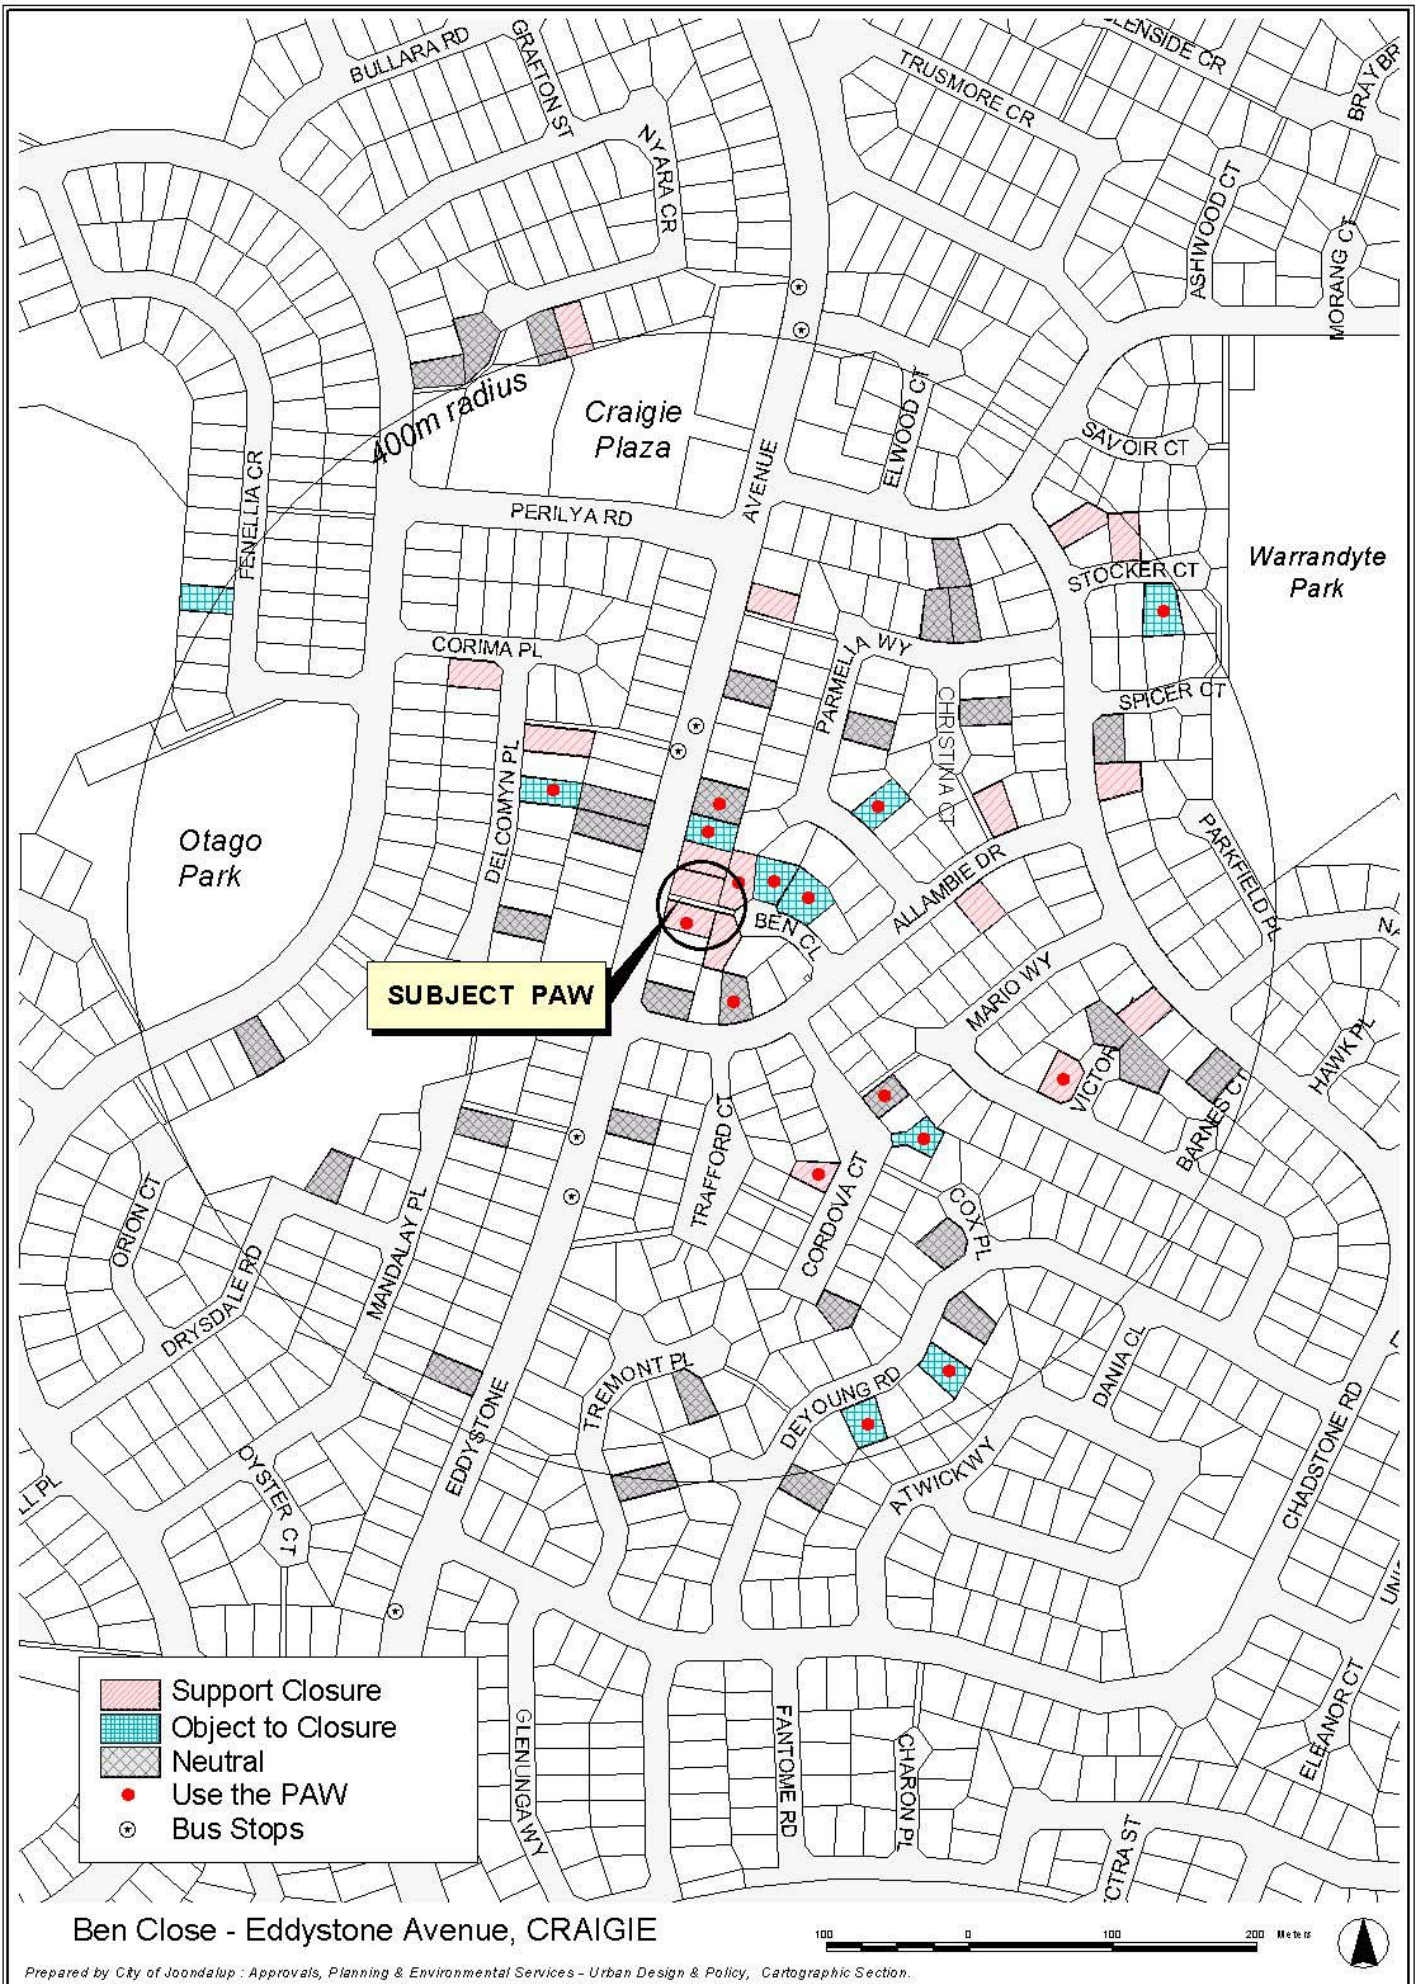 BULLARA RD
GRAFTON ST
NYARA CR
TRUSMORE CR
BRAY BR
ASHWOOD CT
MORANG CT
400m radius
Craigie
Plaza
AVENUE
ELWOOD CT
SAVOIR CT
FENELLIA CR
PERILYA RD
STOCKER CT
Warrandyte
Park
CORIMA PL
PARMELIA WY
CHRISTINA CT
SPICER CT
DELCOMYN PL
Otago
Park
PARKFIELD PL
ALLAMBIE DR
BEN CL
SUBJECT PAW
MARIO WY
HAWK PL
VICTOR
BARNES CT
TRAFFORD CT
CORDOVA CT
COX PL
ORION CT
MANDALAY PL
DRYSDALE RD
TREMONT PL
DEYOUNG RD
DANIA CL
EDDYSTONE
CHADSTONE RD
OYSTER CT
ATWICK WY
LL PL
ELEANOR CT
GLENUNGA WY
FANTOME RD
CHARON PL
CTRA ST
Support Closure
Object to Closure
Neutral
Use the PAW
Bus Stops
Ben Close - Eddystone Avenue, CRAIGIE
100 0 100 200 Meters
Prepared by City of Joondalup : Approvals, Planning & Environmental Services - Urban Design & Policy, Cartographic Section.